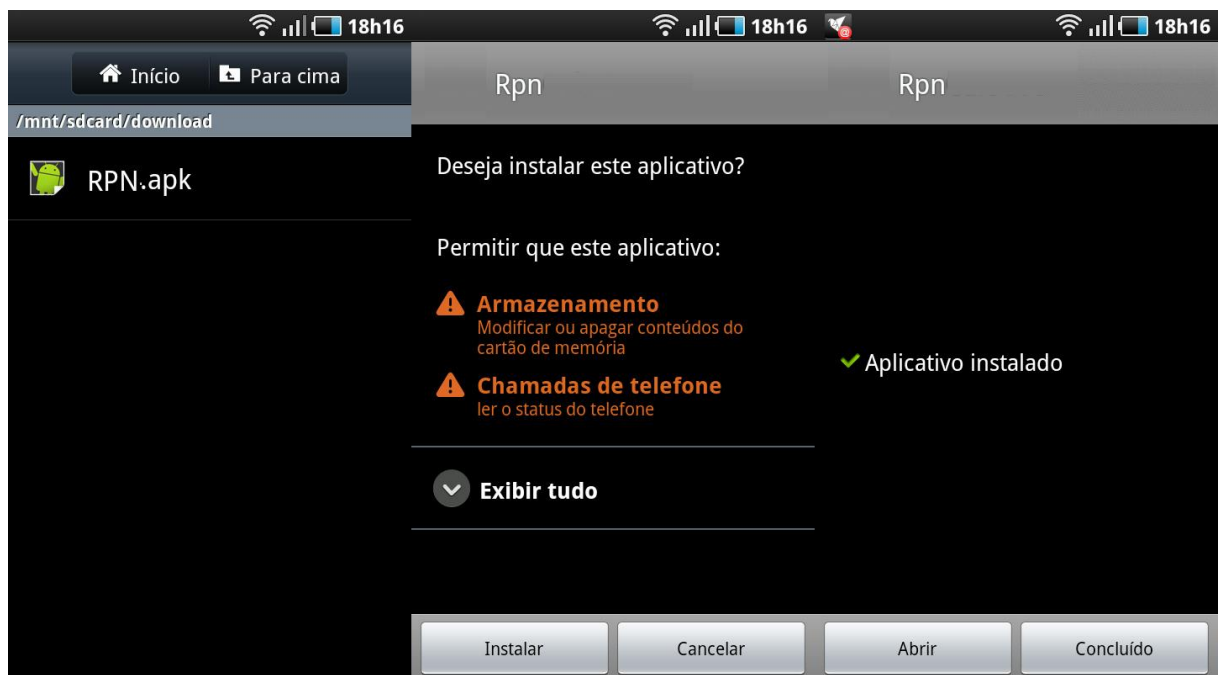 18h16
Início
Para cima
/mnt/sdcard/download
RPN.apk
18h16
Rpn
Deseja instalar este aplicativo?
Permitir que este aplicativo:
Armazenamento
Modificar ou apagar conteúdos do
cartão de memória
Chamadas de telefone
ler o status do telefone
Exibir tudo
Instalar
Cancelar
18h16
Rpn
Aplicativo instalado
Abrir
Concluído